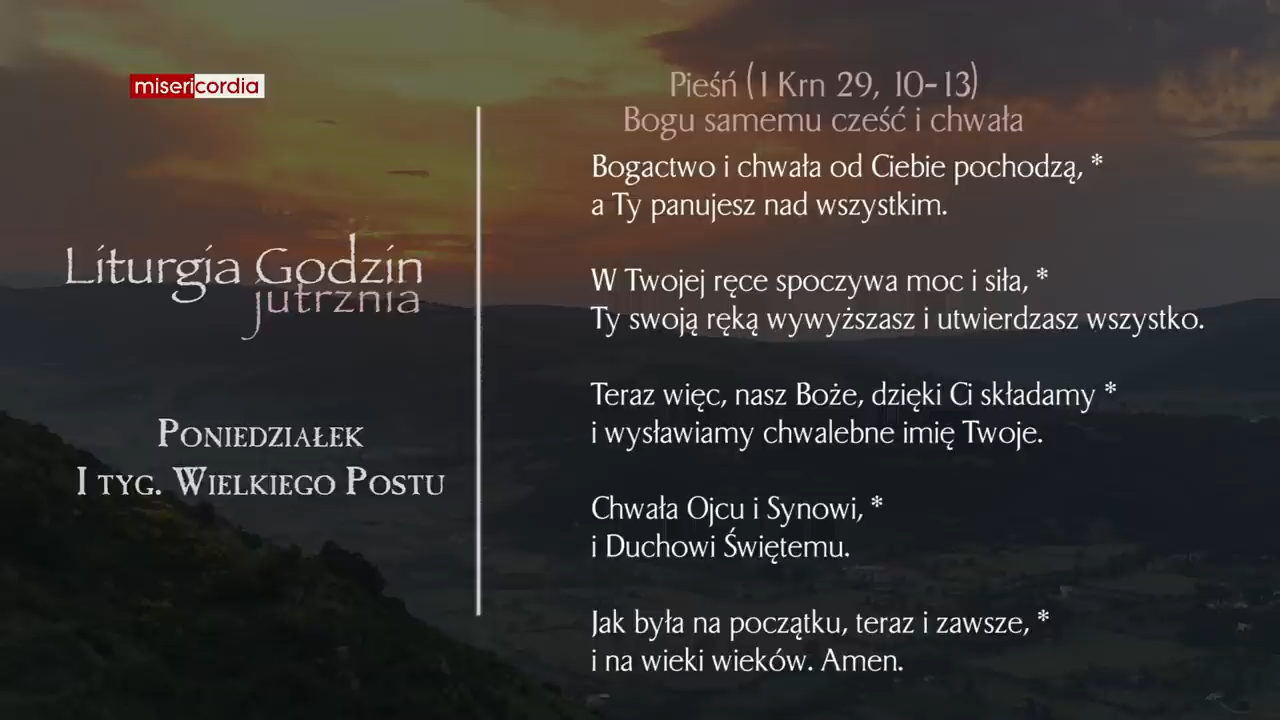 misericordia
Liturgia Godzin
jutrznia
Poniedziałek
I tyg. Wielkiego Postu
Pieśń (1 Krn 29, 10-13)
Bogu samemu cześć i chwała
Bogactwo i chwała od Ciebie pochodzą, *
a Ty panujesz nad wszystkim.
W Twojej ręce spoczywa moc i siła, *
Ty swoją ręką wywyższasz i utwierdzasz wszystko.
Teraz więc, nasz Boże, dzięki Ci składamy *
i wysławiamy chwalebne imię Twoje.
Chwała Ojcu i Synowi, *
i Duchowi Świętemu.
Jak była na początku, teraz i zawsze, *
i na wieki wieków. Amen.